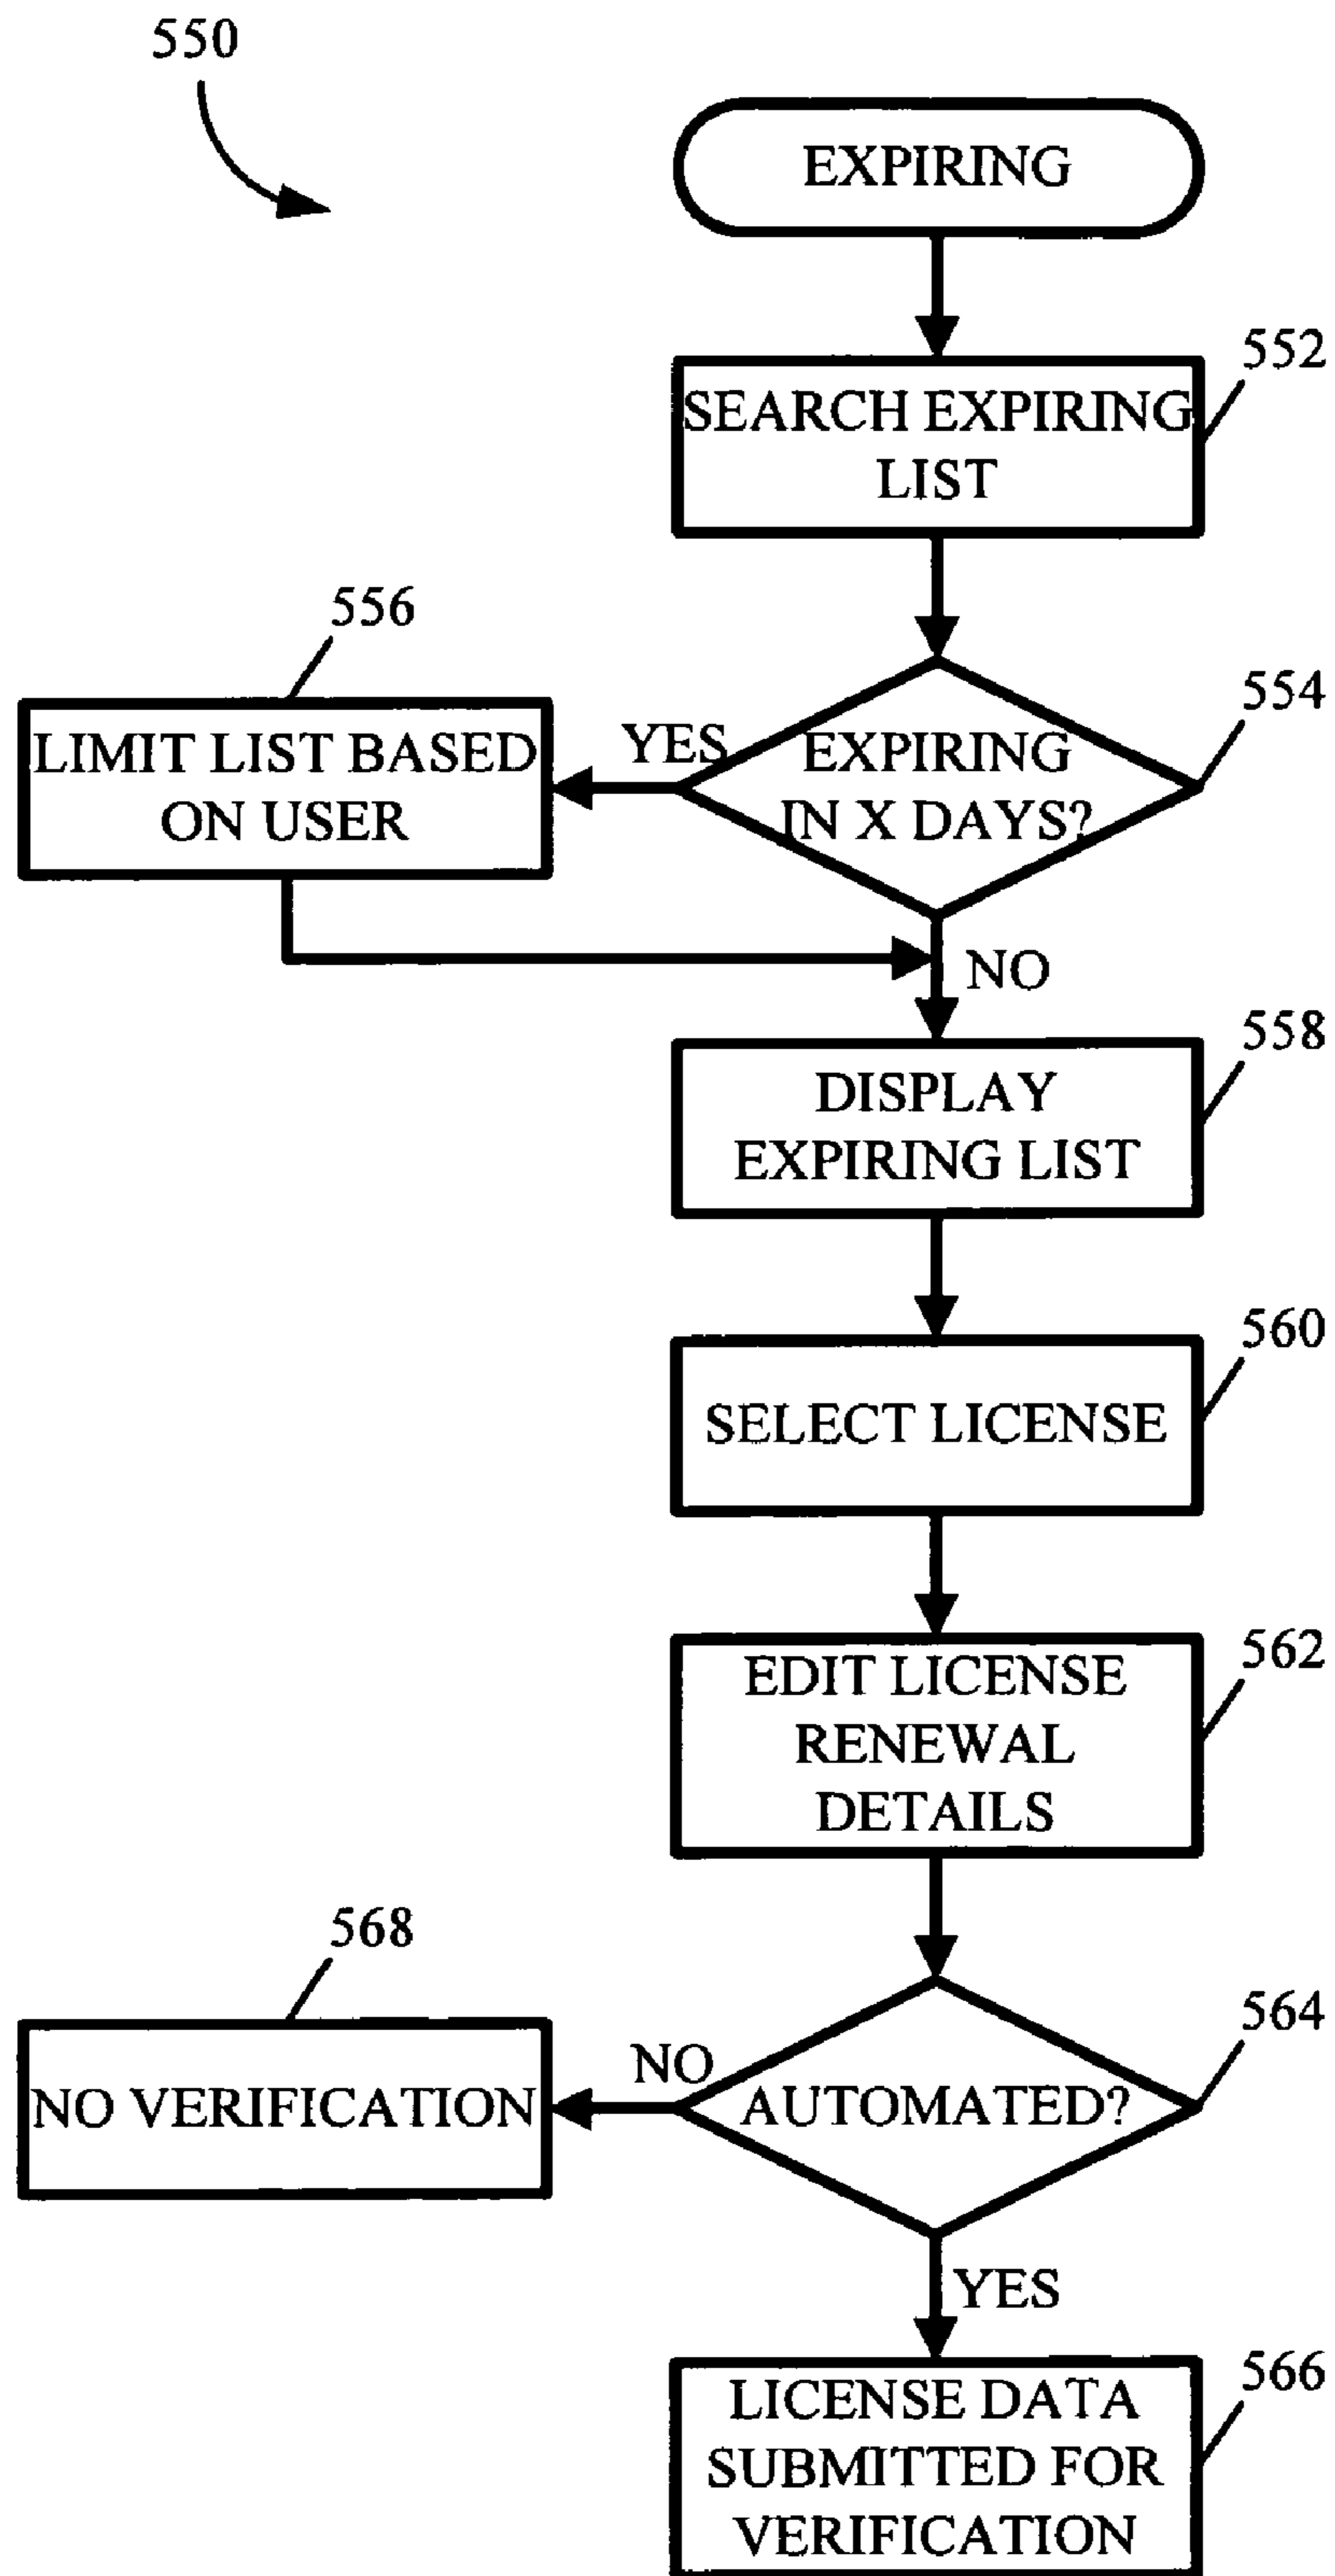 550
EXPIRING
552
SEARCH EXPIRING
LIST
556
554
LIMIT LIST BASED
ON USER
YES
EXPIRING
IN X DAYS?
NO
558
DISPLAY
EXPIRING LIST
560
SELECT LICENSE
562
EDIT LICENSE
RENEWAL
DETAILS
568
564
NO VERIFICATION
NO
AUTOMATED?
YES
566
LICENSE DATA
SUBMITTED FOR
VERIFICATION